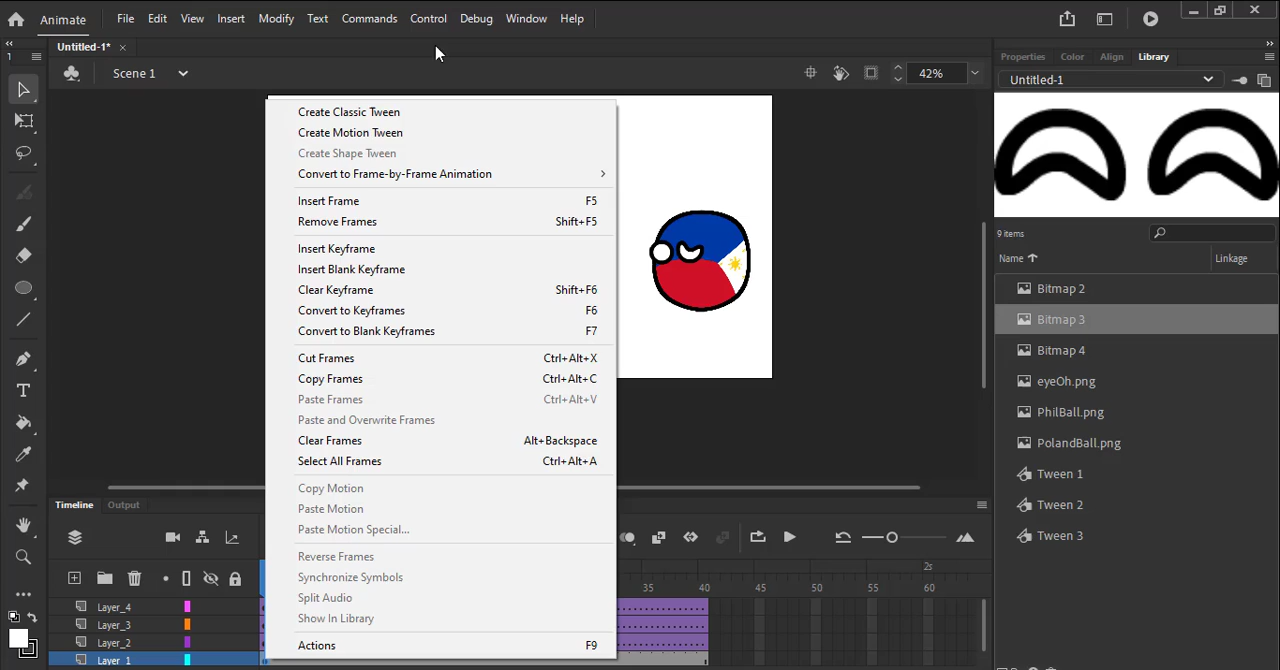 Animate File Edit View Insert Modify Text Commands Control Debug Window Help
Untitled-1*
1
Scene 1
42%
Properties Color Align Library
Untitled-1
9 items
Name Linkage
Bitmap 2
Bitmap 3
Bitmap 4
eyeOh.png
PhilBall.png
PolandBall.png
Tween 1
Tween 2
Tween 3
Create Classic Tween
Create Motion Tween
Create Shape Tween
Convert to Frame-by-Frame Animation
Insert Frame F5
Remove Frames Shift+F5
Insert Keyframe
Insert Blank Keyframe
Clear Keyframe Shift+F6
Convert to Keyframes F6
Convert to Blank Keyframes F7
Cut Frames Ctrl+Alt+X
Copy Frames Ctrl+Alt+C
Paste Frames Ctrl+Alt+V
Paste and Overwrite Frames
Clear Frames Alt+Backspace
Select All Frames Ctrl+Alt+A
Copy Motion
Paste Motion
Paste Motion Special...
Reverse Frames
Synchronize Symbols
Split Audio
Show In Library
Actions F9
Timeline Output
2s
35 40 45 50 55 60
Layer_4
Layer_3
Layer_2
Layer_1